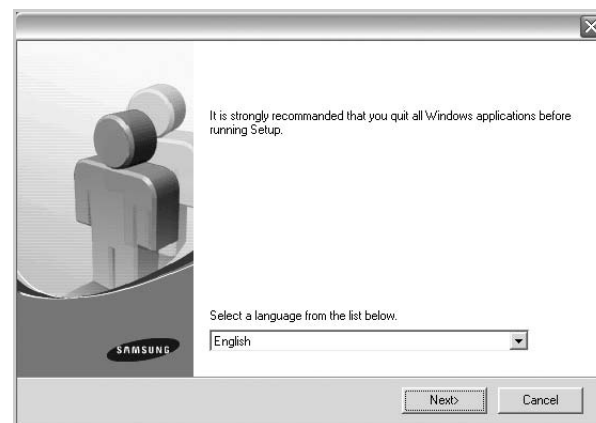 It is strongly recommanded that you quit all Windows applications before
running Setup.
Select a language from the list below.
English
SAMSUNG
Next>
Cancel